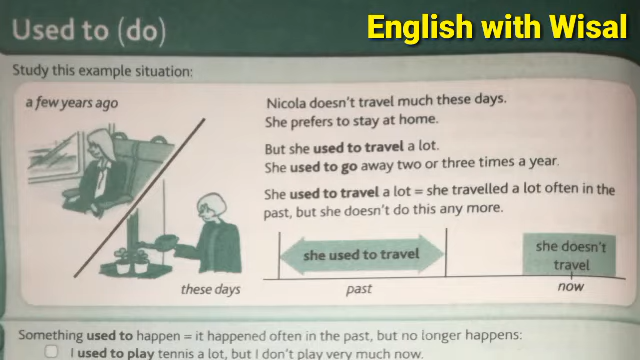 Used to (do)
English with Wisal
Study this example situation:
a few years ago
Nicola doesn't travel much these days.
She prefers to stay at home.
But she used to travel a lot.
She used to go away two or three times a year.
She used to travel a lot = she travelled a lot often in the
past, but she doesn't do this any more.
she used to travel
she doesn't
travel
these days
past
now
Something used to happen = it happened often in the past, but no longer happens:
I used to play tennis a lot, but I don't play very much now.